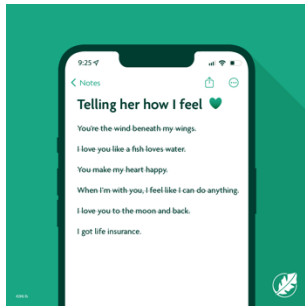 9:25
Notes
Telling her how I feel
You're the wind beneath my wings.
I love you like a fish loves water.
You make my heart happy.
When I'm with you, I feel like I can do anything.
I love you to the moon and back.
I got life insurance.